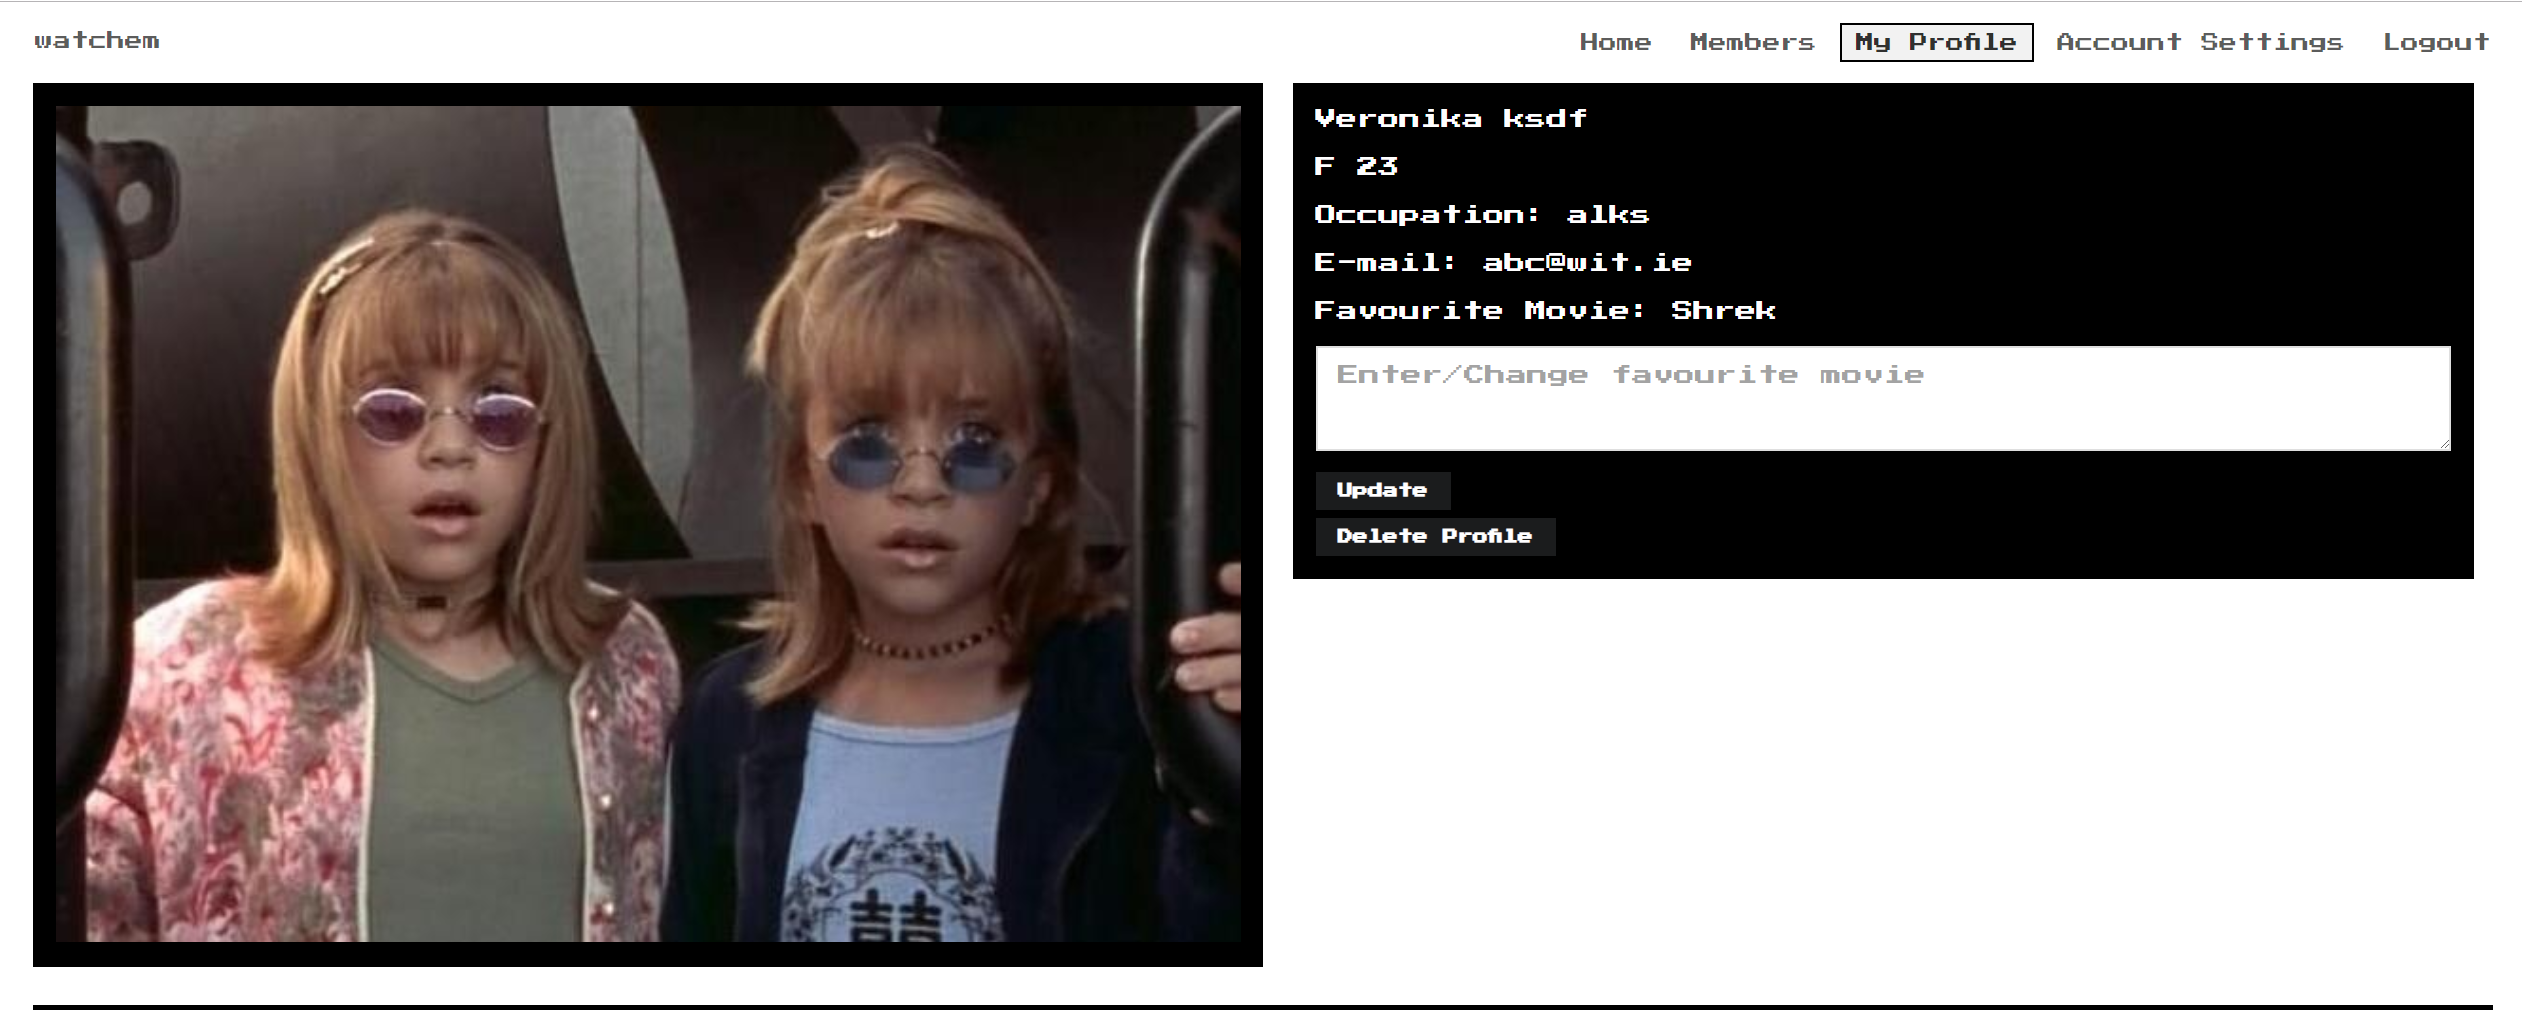 watchem
Home Members My Profile Account Settings Logout
Veronika ksdf
F 23
Occupation: alks
E-mail: abc@wit.ie
Favourite Movie: Shrek
Enter/Change favourite movie
Update
Delete Profile
囍